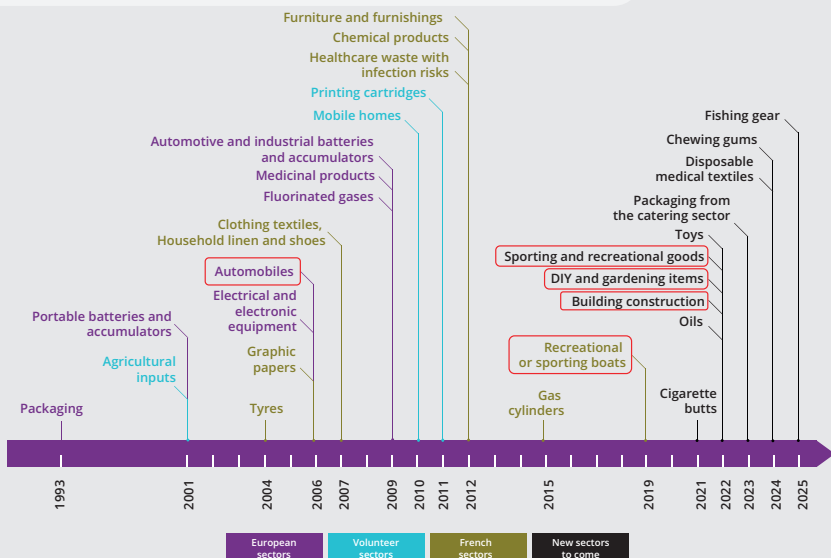 Furniture and furnishings
Chemical products
Healthcare waste with
infection risks
Printing cartridges
Mobile homes
Automotive and industrial batteries
and accumulators
Medicinal products
Fluorinated gases
Clothing textiles,
Household linen and shoes
Automobiles
Electrical and
electronic
equipment
Portable batteries and
accumulators
Graphic
papers
Agricultural
inputs
Packaging
Tyres
Fishing gear
Chewing gums
Disposable
medical textiles
Packaging from
the catering sector
Toys
Sporting and recreational goods
DIY and gardening items
Building construction
Oils
Recreational
or sporting boats
Gas
cylinders
Cigarette
butts
1993
2001
2004
2006
2007
2009
2010
2011
2012
2015
2019
2021
2022
2023
2024
2025
European
sectors
Volunteer
sectors
French
sectors
New sectors
to come